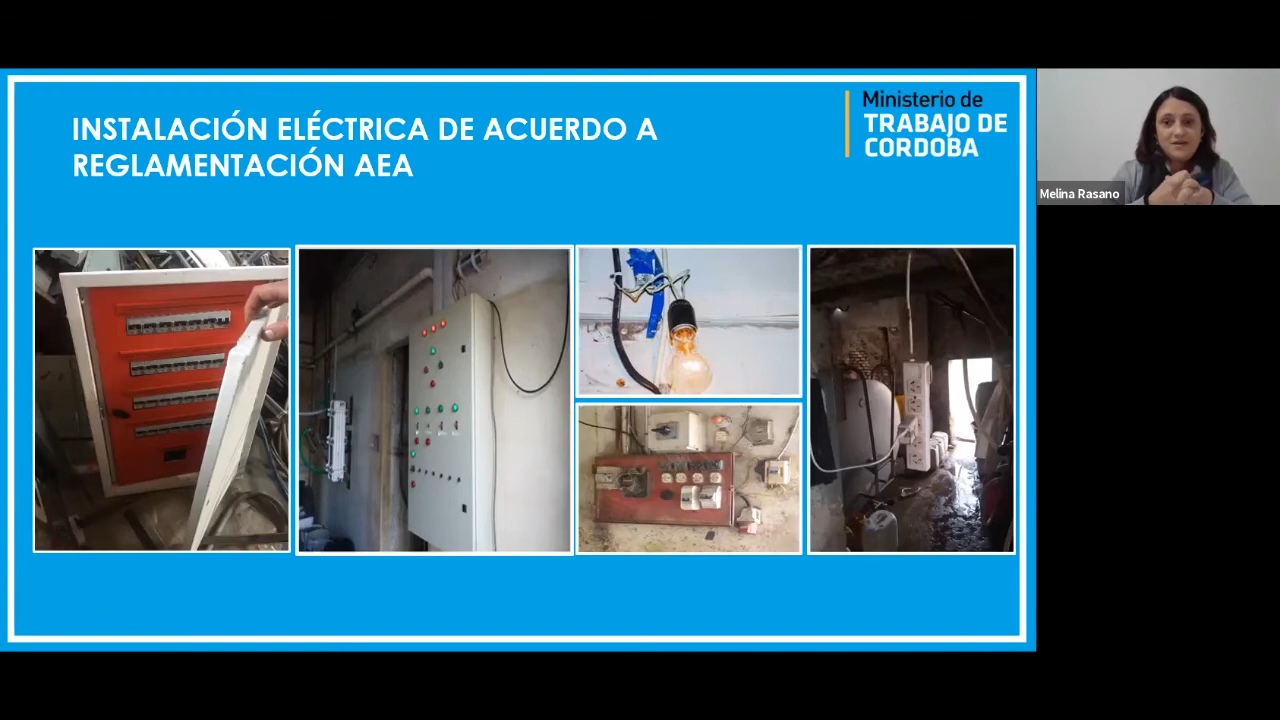 INSTALACIÓN ELÉCTRICA DE ACUERDO A
REGLAMENTACIÓN AEA
Ministerio de
TRABAJO DE
CORDOBA
Melina Rasano